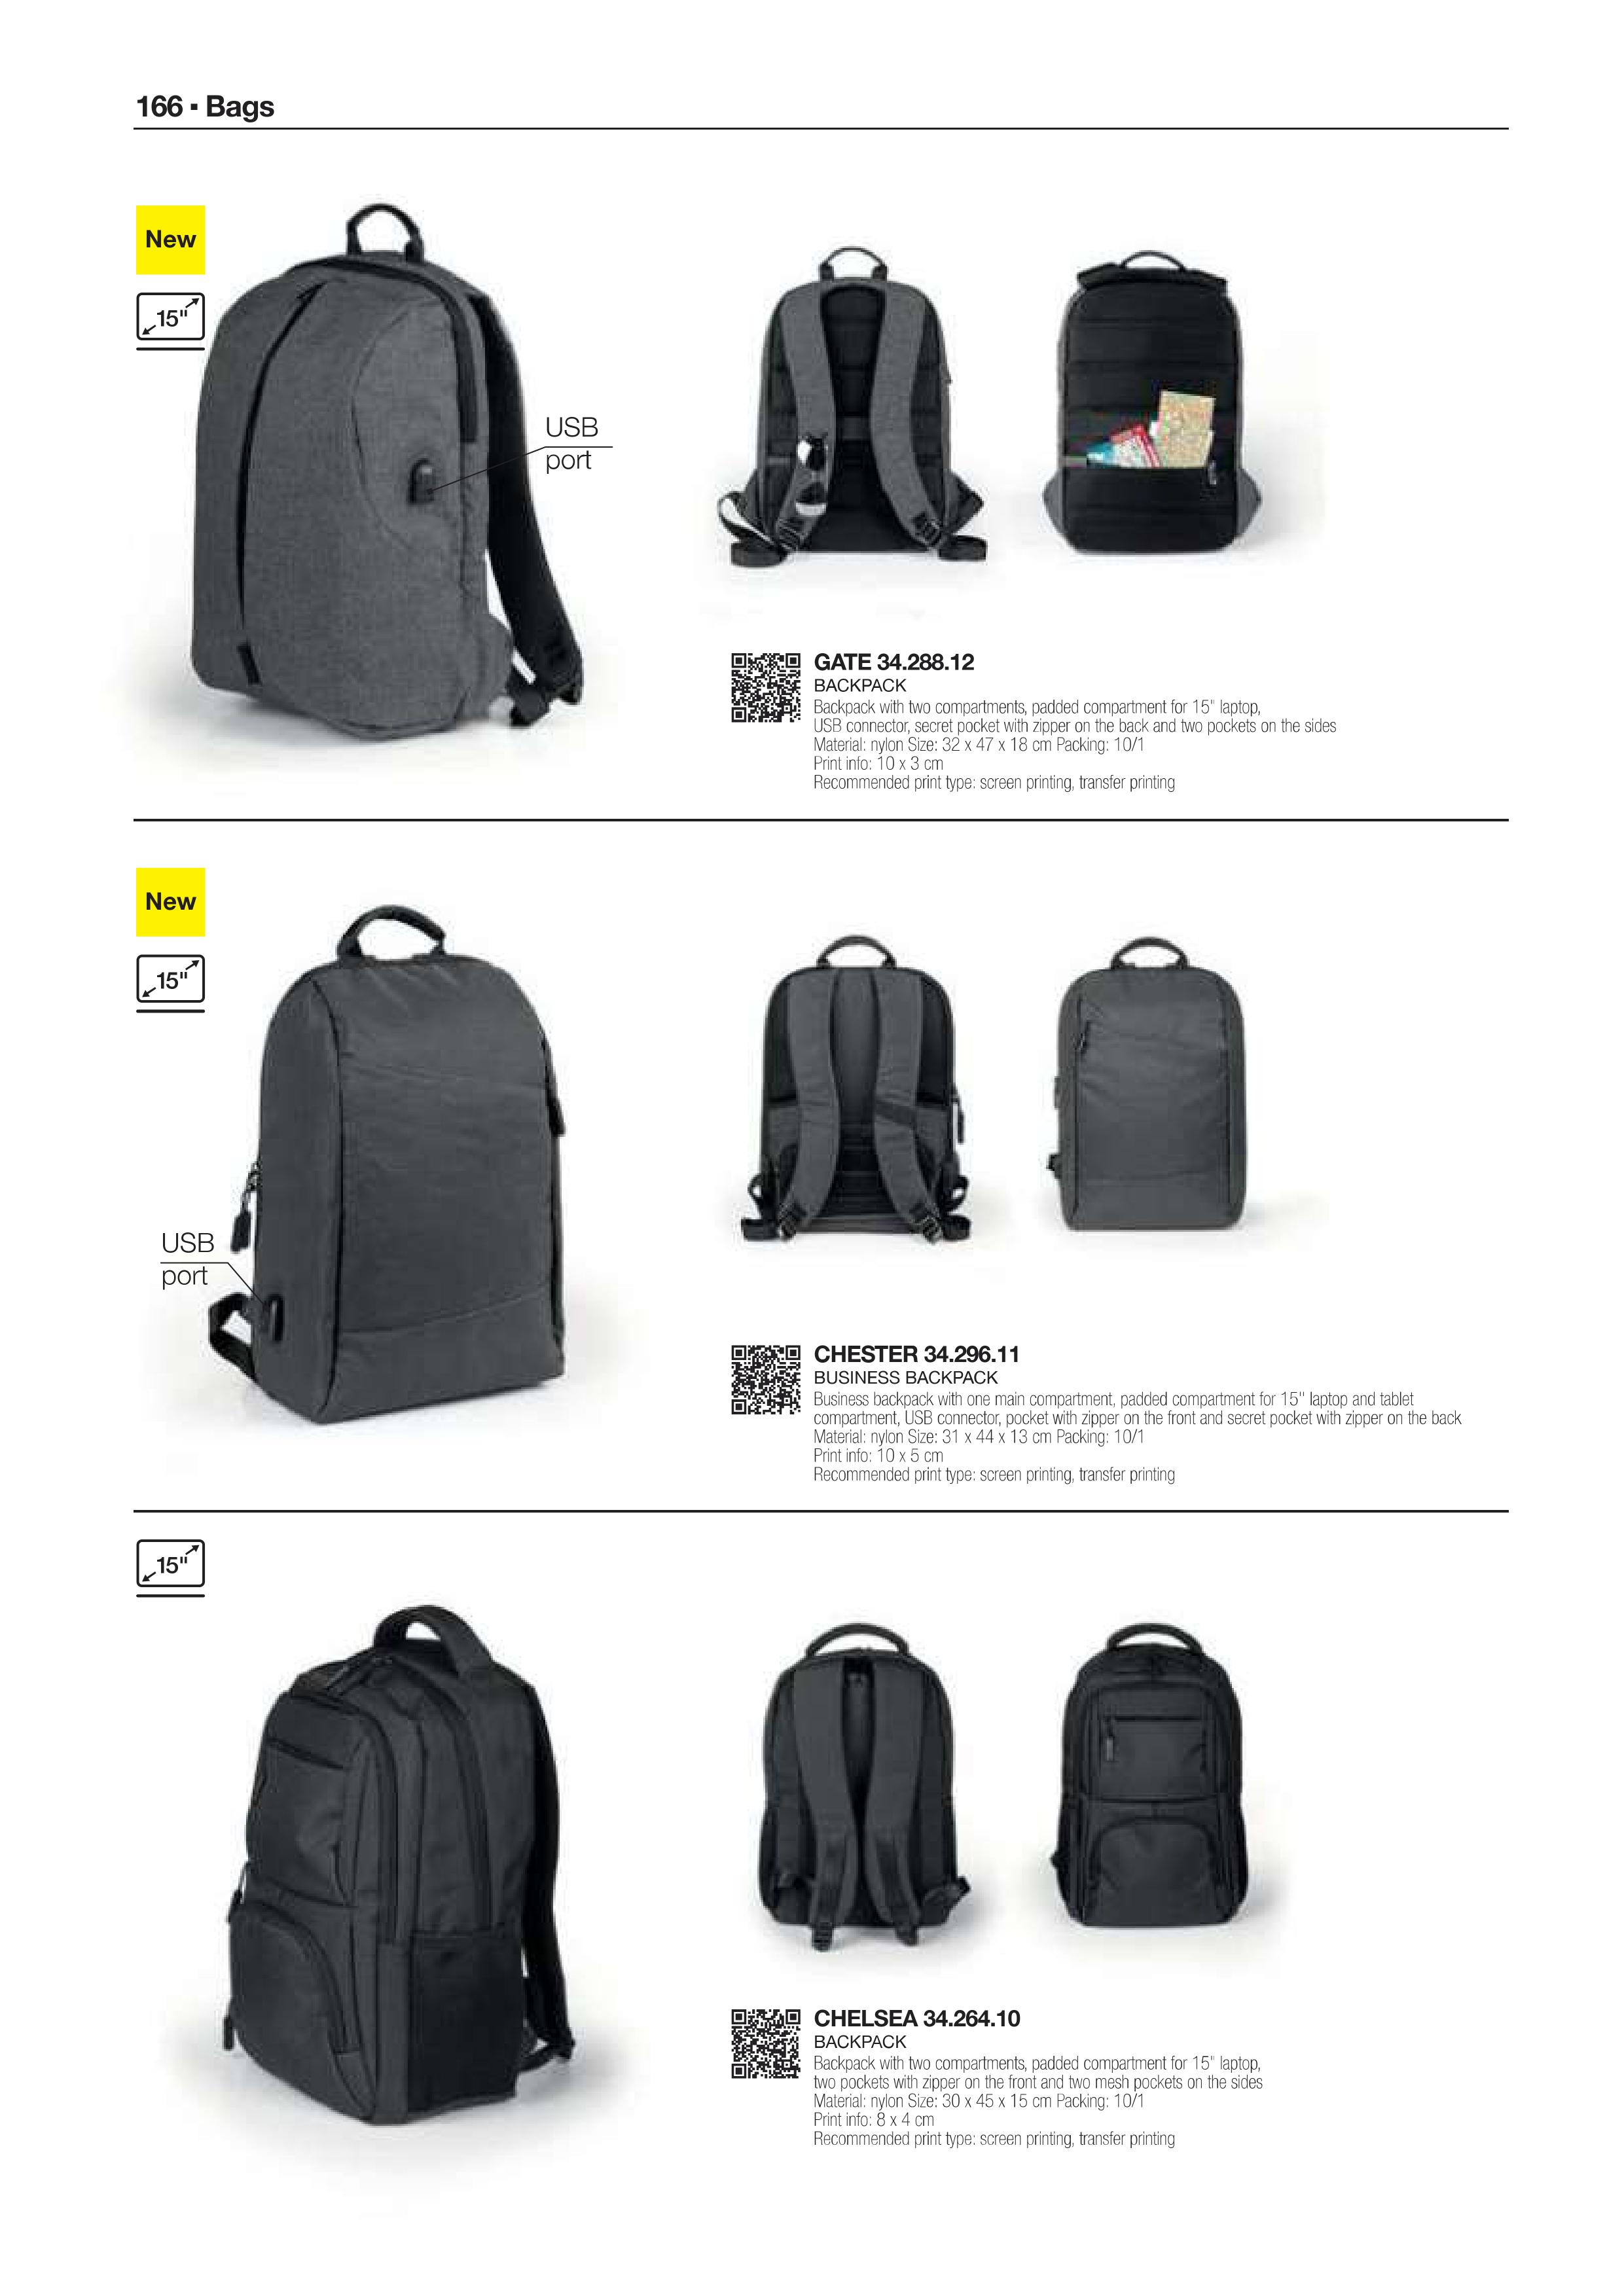 166 ▪ Bags
New
15"
USB
port
GATE 34.288.12
BACKPACK
Backpack with two compartments, padded compartment for 15" laptop,
USB connector, secret pocket with zipper on the back and two pockets on the sides
Material: nylon Size: 32 x 47 x 18 cm Packing: 10/1
Print info: 10 x 3 cm
Recommended print type: screen printing, transfer printing
New
15"
USB
port
CHESTER 34.296.11
BUSINESS BACKPACK
Business backpack with one main compartment, padded compartment for 15" laptop and tablet
compartment, USB connector, pocket with zipper on the front and secret pocket with zipper on the back
Material: nylon Size: 31 x 44 x 13 cm Packing: 10/1
Print info: 10 x 5 cm
Recommended print type: screen printing, transfer printing
15"
CHELSEA 34.264.10
BACKPACK
Backpack with two compartments, padded compartment for 15" laptop,
two pockets with zipper on the front and two mesh pockets on the sides
Material: nylon Size: 30 x 45 x 15 cm Packing: 10/1
Print info: 8 x 4 cm
Recommended print type: screen printing, transfer printing